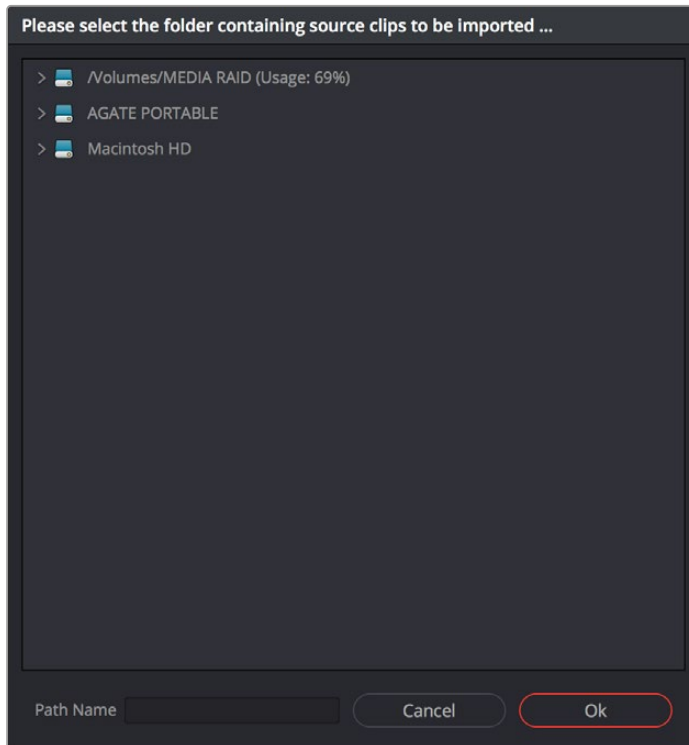 Please select the folder containing source clips to be imported ...
/Volumes/MEDIA RAID (Usage: 69%)
AGATE PORTABLE
Macintosh HD
Path Name
Cancel
Ok